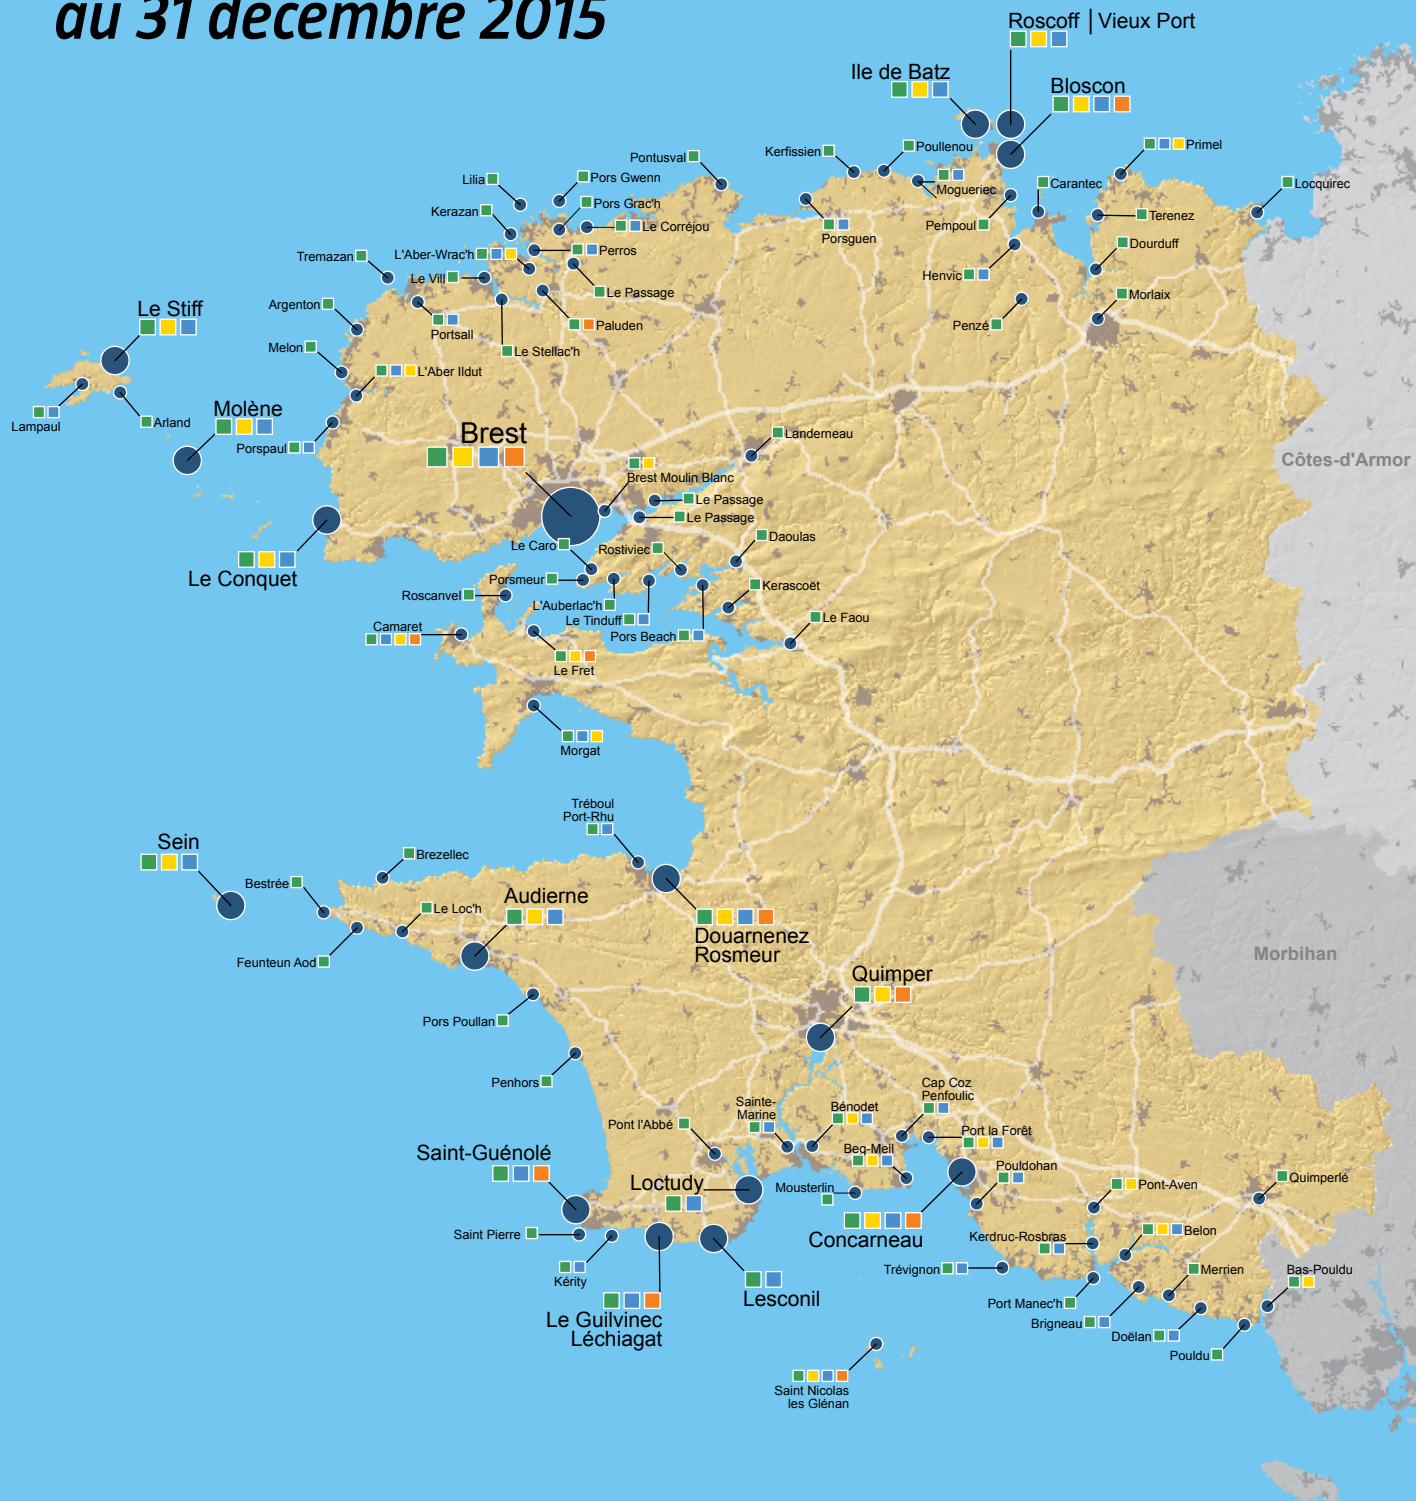 au 31 décembre 2015
Roscoff | Vieux Port
Ile de Batz
Bloscon
Kerfissien
Poullenou
Primel
Pontusval
Mogueriec
Carantec
Locquirec
Lilia
Pors Gwenn
Pors Grac'h
Kerazan
Le Corréjou
Porsguen
Pempoul
Terenez
Tremazan
L'Aber-Wrac'h
Perros
Dourduff
Le Vill
Henvic
Le Passage
Morlaix
Argenton
Le Stiff
Portsall
Paluden
Penzé
Melon
Le Stellac'h
L'Aber Ildut
Lampaul
Arland
Molène
Porspaul
Brest
Landerneau
Côtes-d'Armor
Brest Moulin Blanc
Le Passage
Le Passage
Le Caro
Rostiviec
Daoulas
Le Conquet
Porsmeur
Kerascoët
Roscanvel
L'Auberlac'h
Le Tinduff
Le Faou
Camaret
Pors Beach
Le Fret
Morgat
Tréboul
Port-Rhu
Sein
Brezellec
Bestrée
Audierne
Le Loc'h
Douarnenez
Rosmeur
Feunteun Aod
Morbihan
Quimper
Pors Poullan
Penhors
Cap Coz
Penfoulic
Sainte-
Marine
Bénodet
Pont l'Abbé
Port la Forêt
Beg-Meil
Saint-Guénolé
Pouldohan
Loctudy
Mousterlin
Pont-Aven
Quimperlé
Saint Pierre
Concarneau
Kerdruc-Rosbras
Belon
Kérity
Trévignon
Merrien
Bas-Pouldu
Lesconil
Port Manec'h
Le Guilvinec
Léchiagat
Brigneau
Doëlan
Pouldu
Saint Nicolas
les Glénan